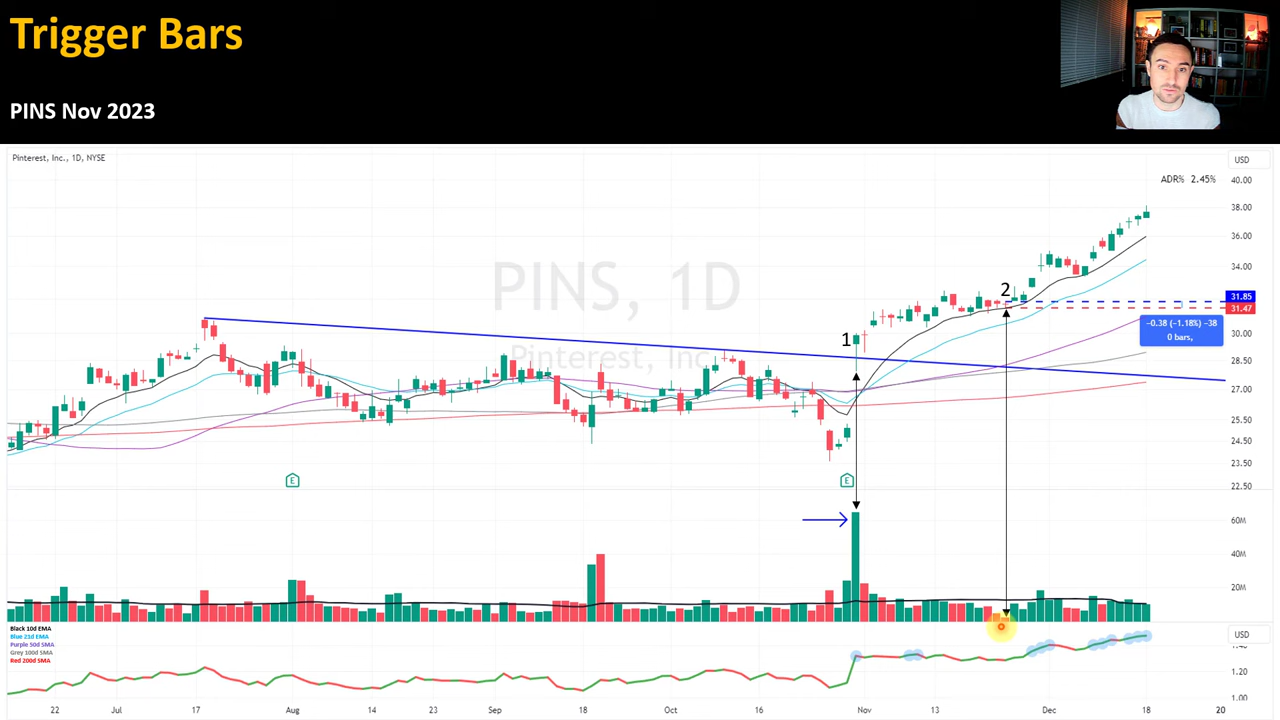 Trigger Bars
PINS Nov 2023
Pinterest, Inc., 1D, NYSE
USD
ADR% 2.45%
40.00
38.00
36.00
34.00
31.85
31.47
30.00
28.50
27.00
25.50
24.50
23.50
22.50
PINS, 1D
Pinterest, Inc.
1
2
−0.38 (−1.18%) −38
0 bars,
E
E
60M
40M
20M
Black 10d EMA
Blue 21d EMA
Purple 50d SMA
Grey 100d SMA
Red 200d SMA
USD
1.20
1.00
22 Jul 17 Aug 14 23 Sep 18 Oct 16 Nov 13 Dec 18 20